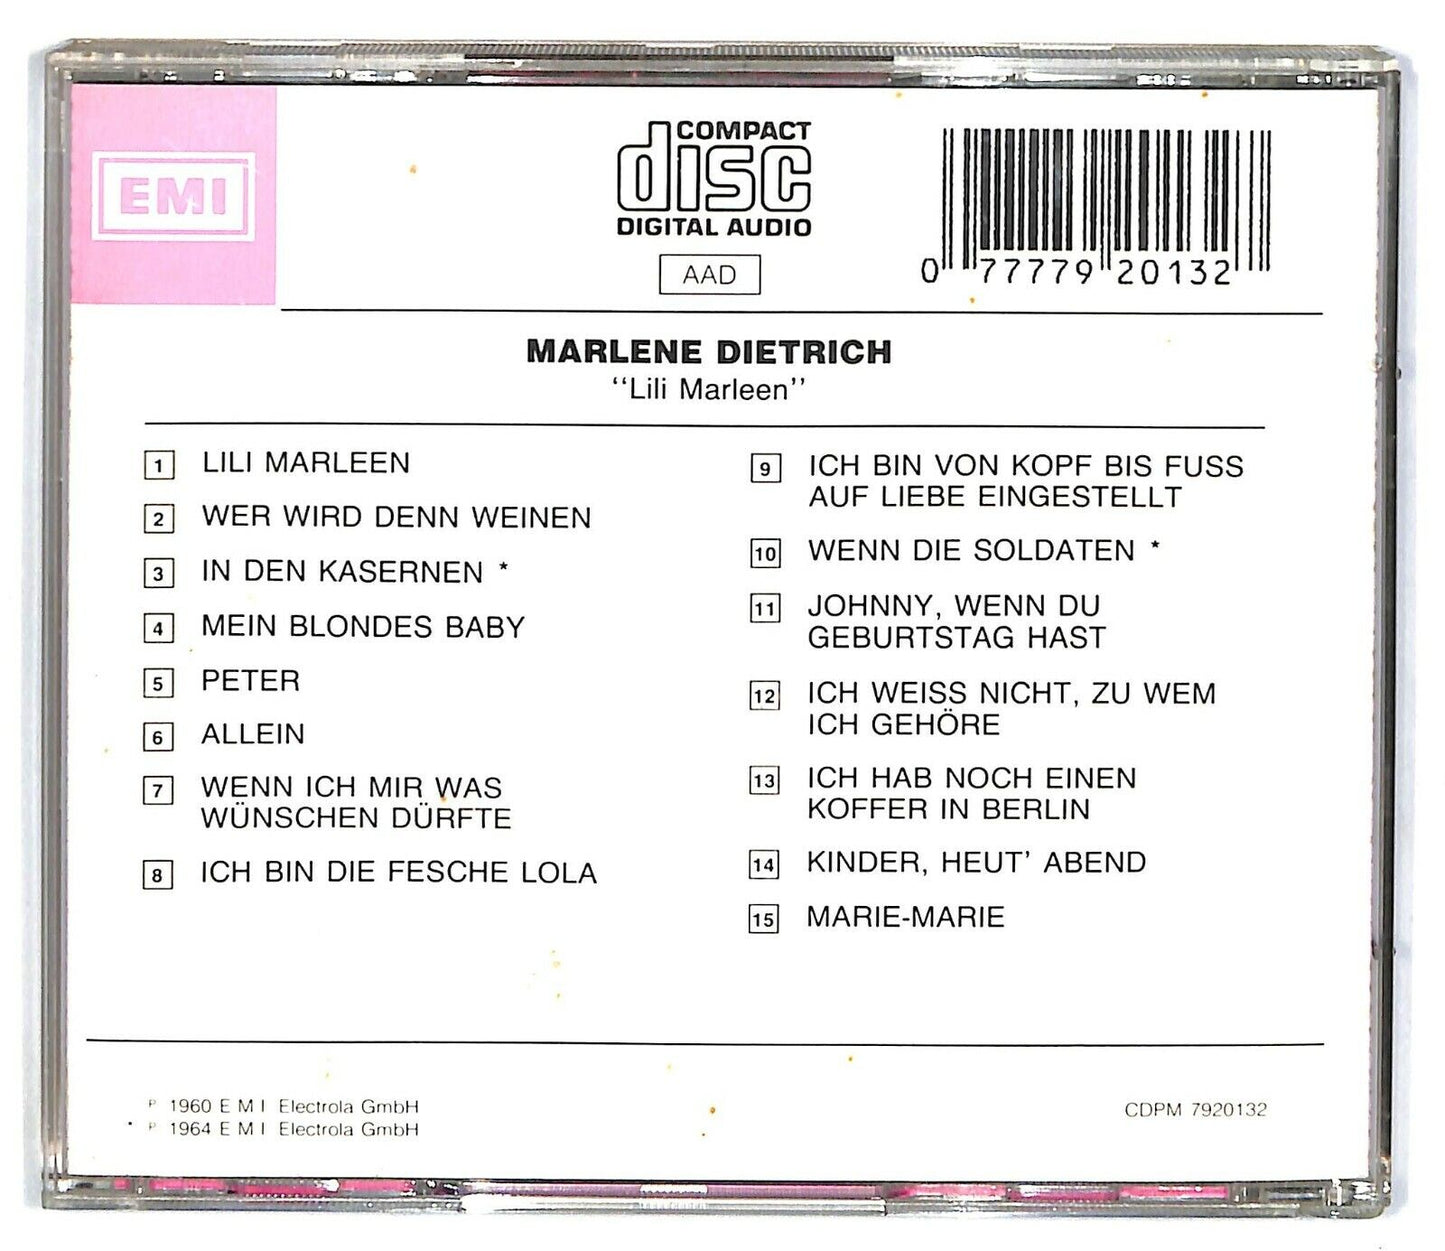 EMI
COMPACT
disc
DIGITAL AUDIO
AAD
0 77779 20132
MARLENE DIETRICH
"Lili Marleen"
1 LILI MARLEEN
2 WER WIRD DENN WEINEN
3 IN DEN KASERNEN *
4 MEIN BLONDES BABY
5 PETER
6 ALLEIN
7 WENN ICH MIR WAS
WÜNSCHEN DÜRFTE
8 ICH BIN DIE FESCHE LOLA
9 ICH BIN VON KOPF BIS FUSS
AUF LIEBE EINGESTELLT
10 WENN DIE SOLDATEN *
11 JOHNNY, WENN DU
GEBURTSTAG HAST
12 ICH WEISS NICHT, ZU WEM
ICH GEHÖRE
13 ICH HAB NOCH EINEN
KOFFER IN BERLIN
14 KINDER, HEUT' ABEND
15 MARIE-MARIE
P 1960 E M I Electrola GmbH
* P 1964 E M I Electrola GmbH
CDPM 7920132